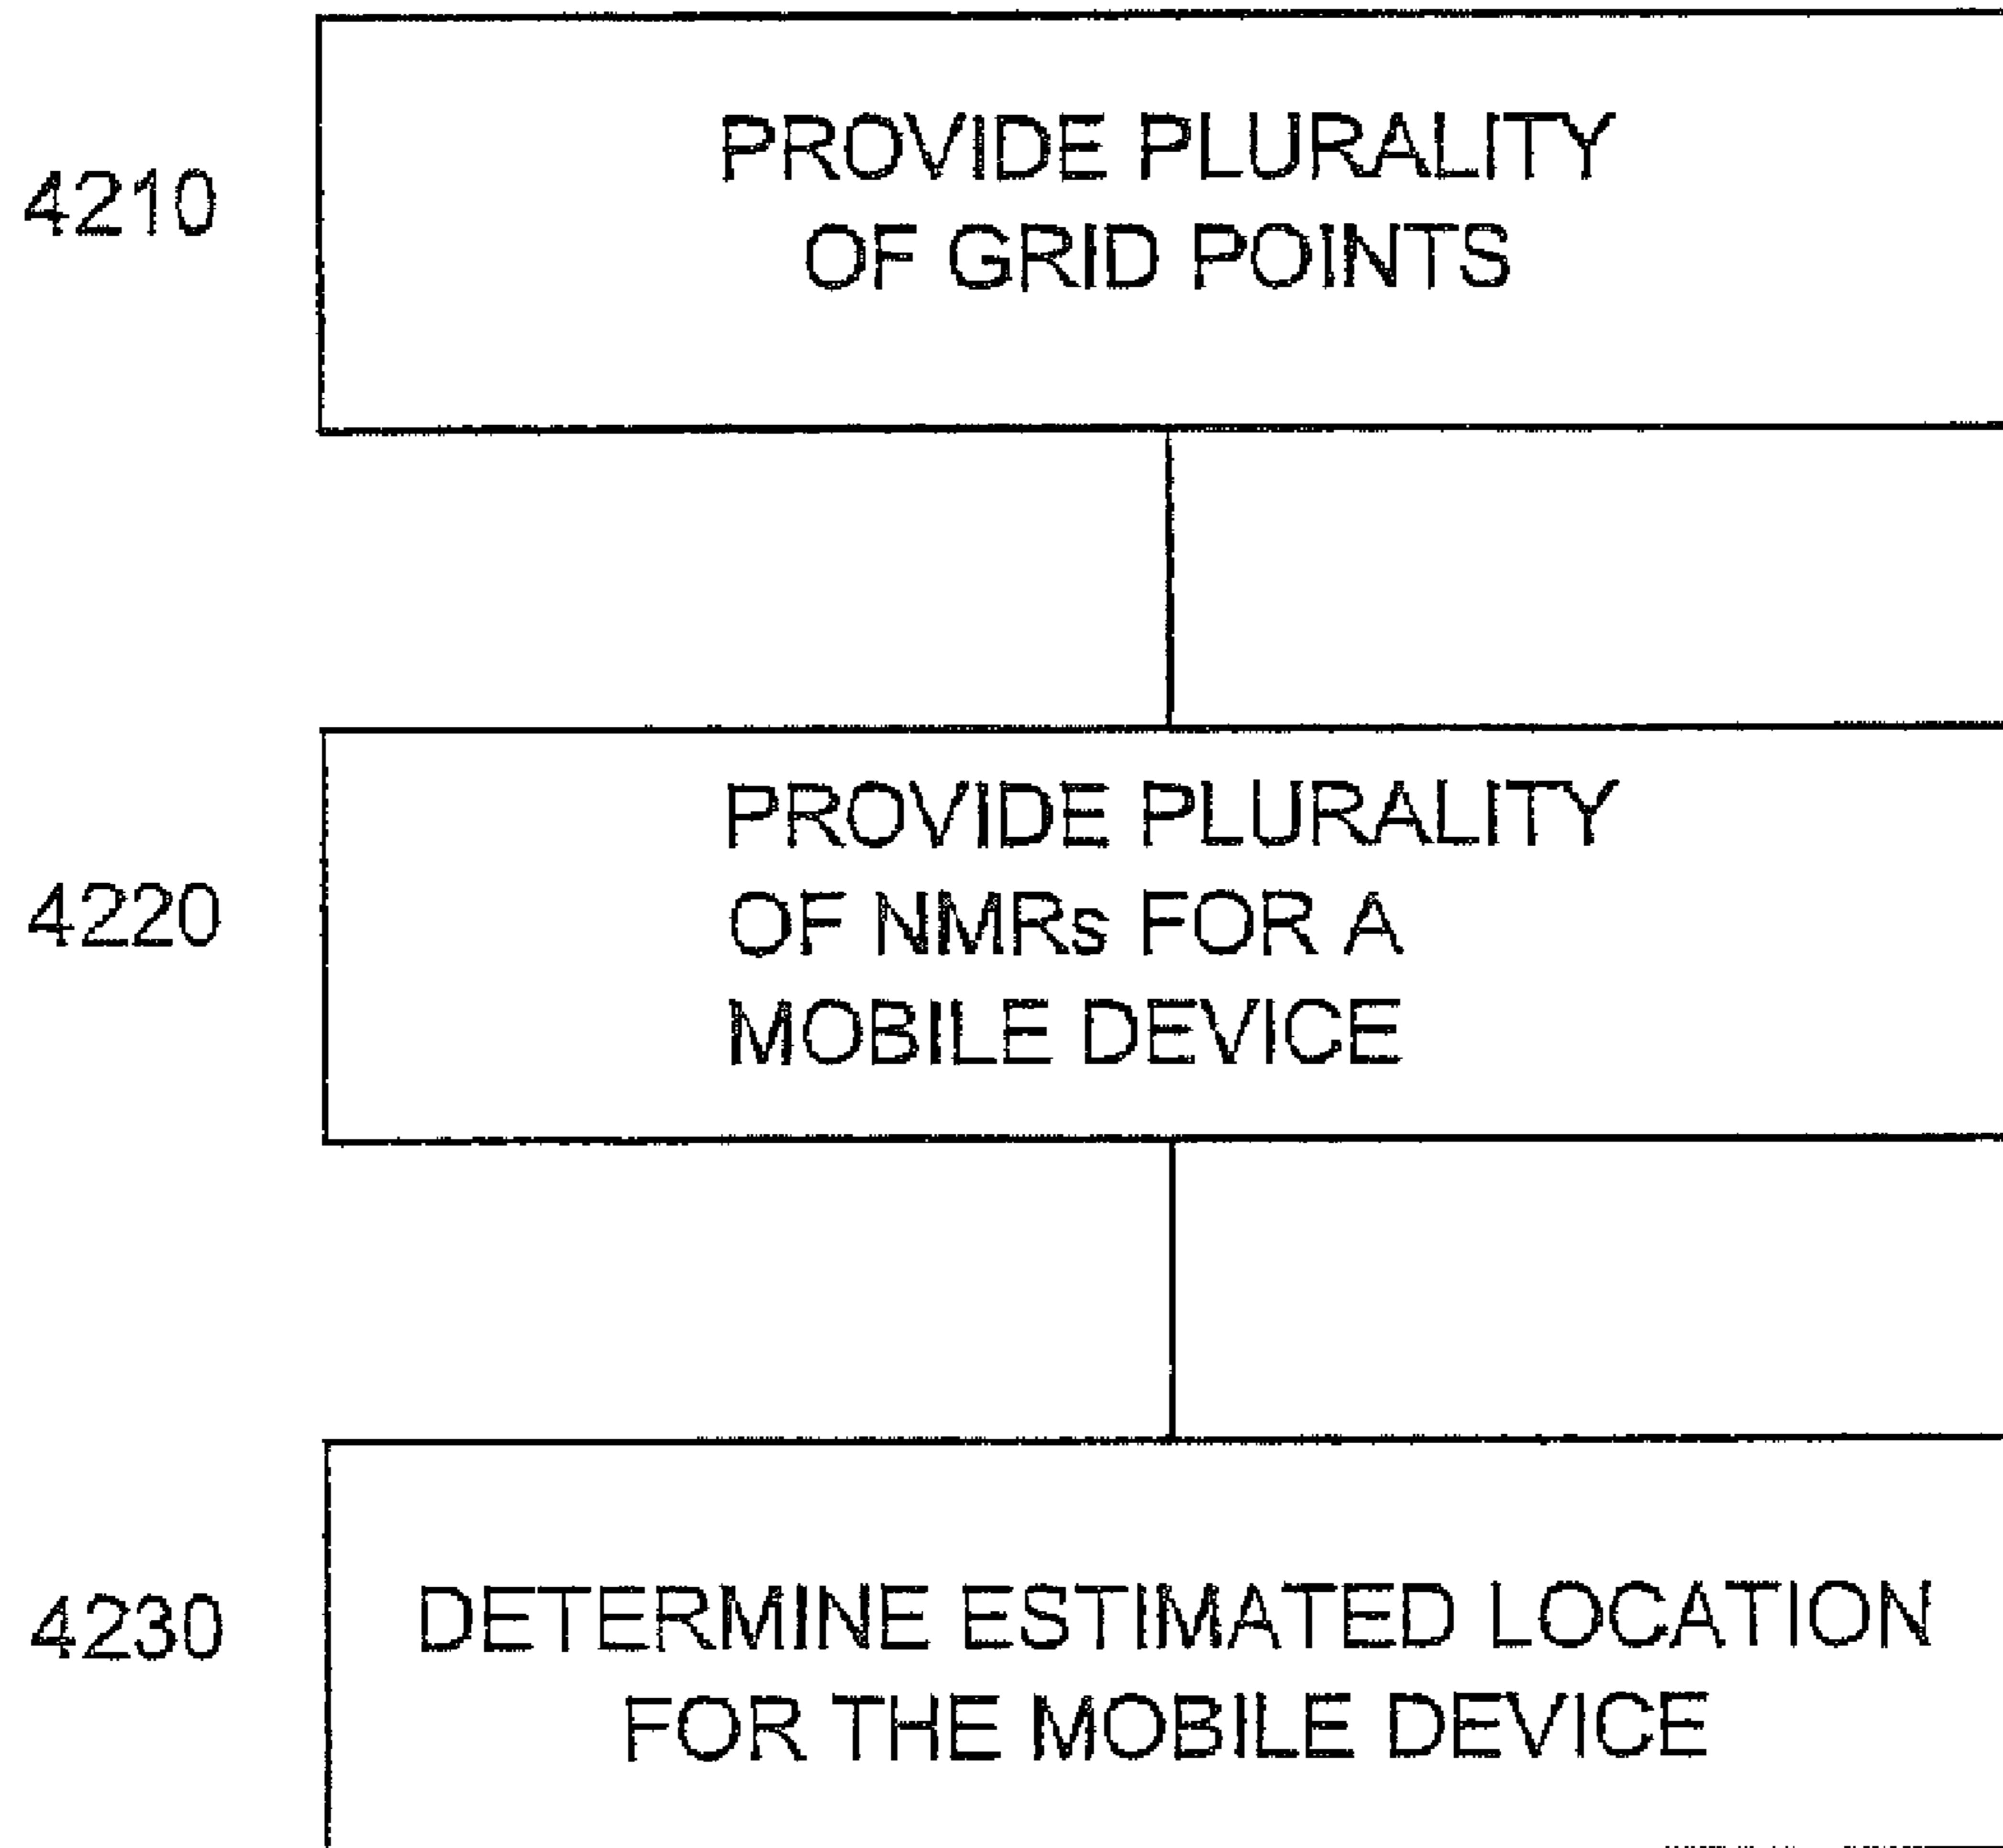 4210
PROVIDE PLURALITY
OF GRID POINTS
4220
PROVIDE PLURALITY
OF NMRs FOR A
MOBILE DEVICE
4230
DETERMINE ESTIMATED LOCATION
FOR THE MOBILE DEVICE